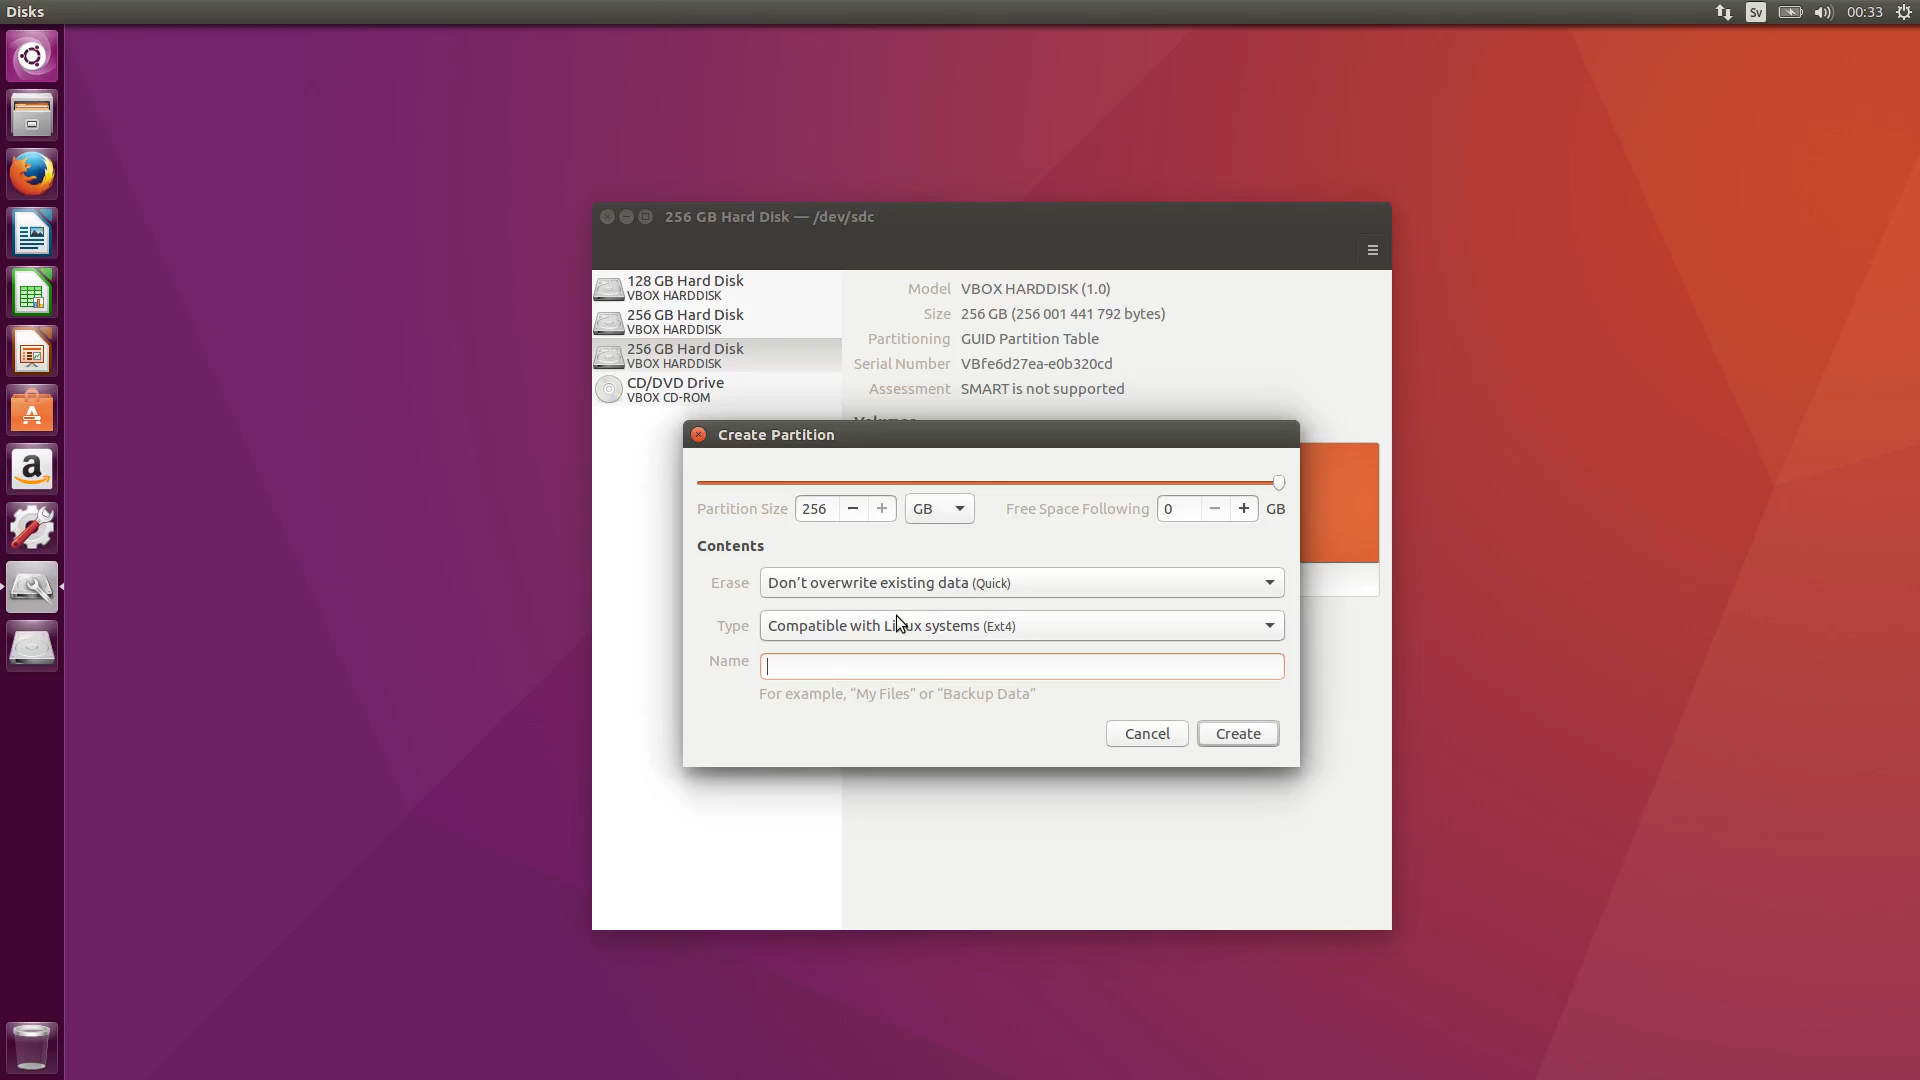 Disks
Sv
00:33
256 GB Hard Disk — /dev/sdc
128 GB Hard Disk
VBOX HARDDISK
256 GB Hard Disk
VBOX HARDDISK
256 GB Hard Disk
VBOX HARDDISK
CD/DVD Drive
VBOX CD-ROM
Model VBOX HARDDISK (1.0)
Size 256 GB (256 001 441 792 bytes)
Partitioning GUID Partition Table
Serial Number VBfe6d27ea-e0b320cd
Assessment SMART is not supported
Volumes
Create Partition
Partition Size 256 − + GB Free Space Following 0 − + GB
Contents
Erase Don’t overwrite existing data (Quick)
Type Compatible with Linux systems (Ext4)
Name
For example, “My Files” or “Backup Data”
Cancel Create